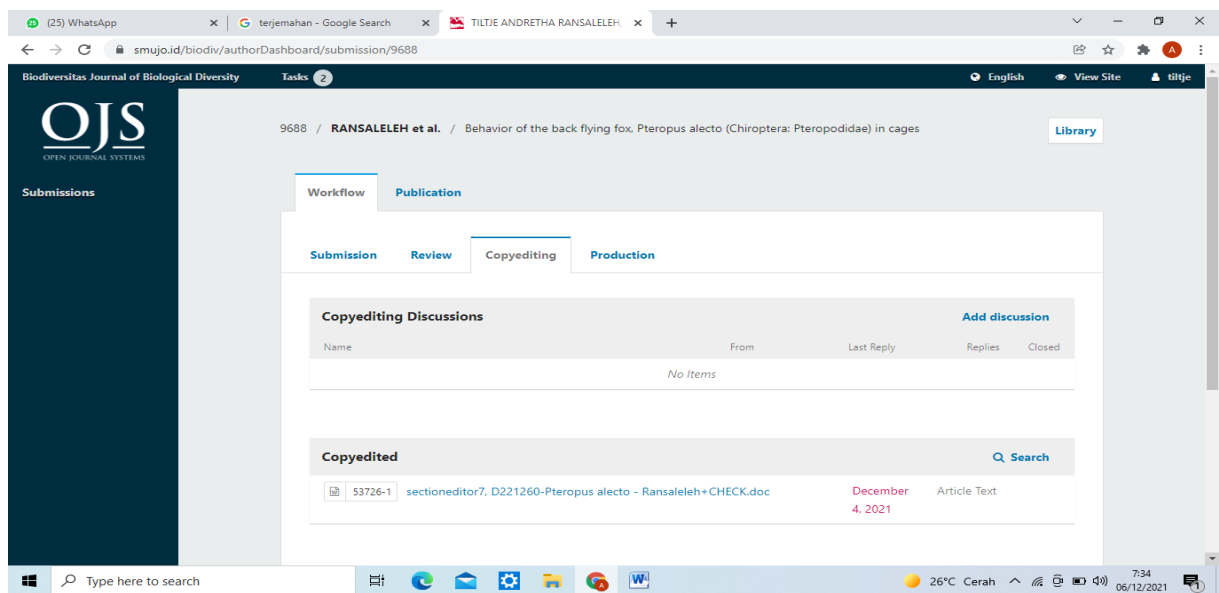 (25) WhatsApp
terjemahan - Google Search
TILTJE ANDRETHA RANSALELEH,
smujo.id/biodiv/authorDashboard/submission/9688
A
Biodiversitas Journal of Biological Diversity
Tasks 2
English
View Site
tiltje
OJS
OPEN JOURNAL SYSTEMS
Submissions
9688 / RANSALELEH et al. / Behavior of the back flying fox, Pteropus alecto (Chiroptera: Pteropodidae) in cages
Library
Workflow
Publication
Submission
Review
Copyediting
Production
Copyediting Discussions
Add discussion
Name
From
Last Reply
Replies
Closed
No Items
Copyedited
Search
53726-1
sectioneditor7, D221260-Pteropus alecto - Ransaleleh+CHECK.doc
December
4, 2021
Article Text
Type here to search
26°C Cerah
7:34
06/12/2021
1